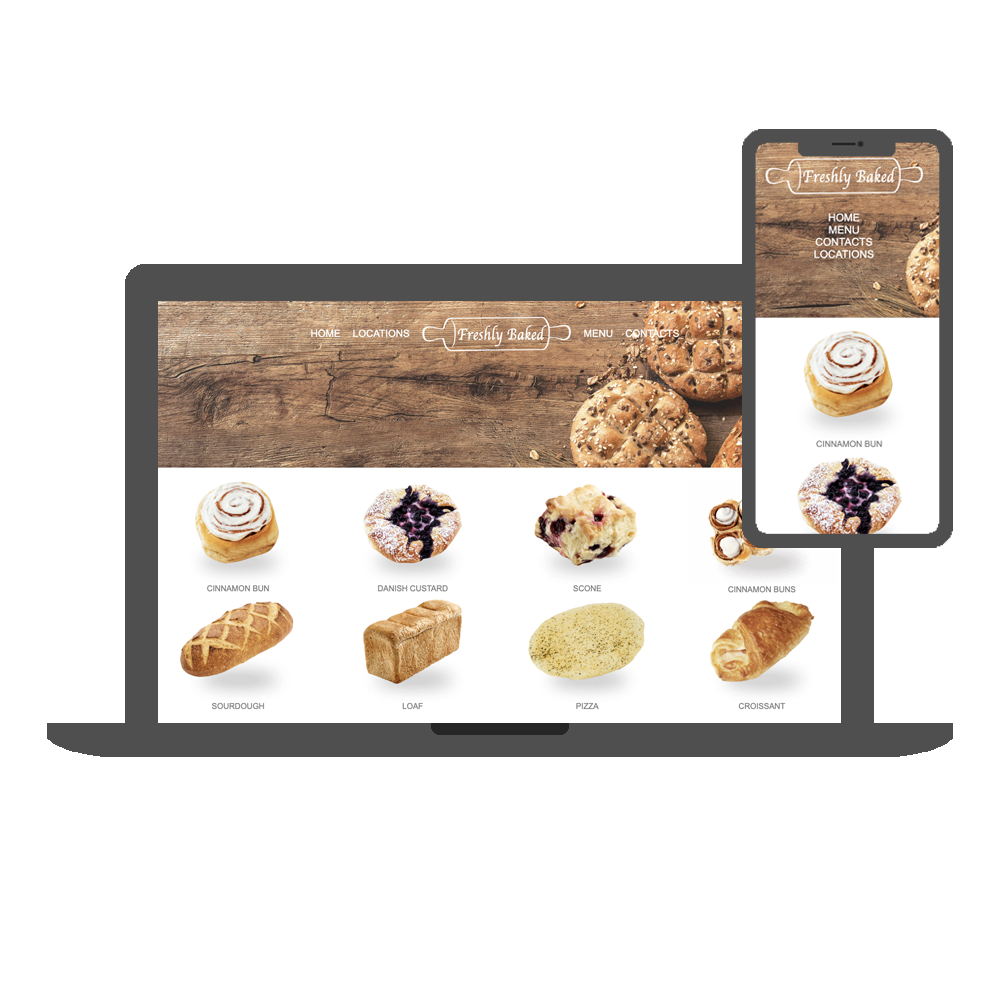 Freshly Baked
HOME
MENU
CONTACTS
LOCATIONS
CINNAMON BUN
HOME LOCATIONS Freshly Baked MENU CONTACTS
CINNAMON BUN DANISH CUSTARD SCONE CINNAMON BUNS
SOURDOUGH LOAF PIZZA CROISSANT